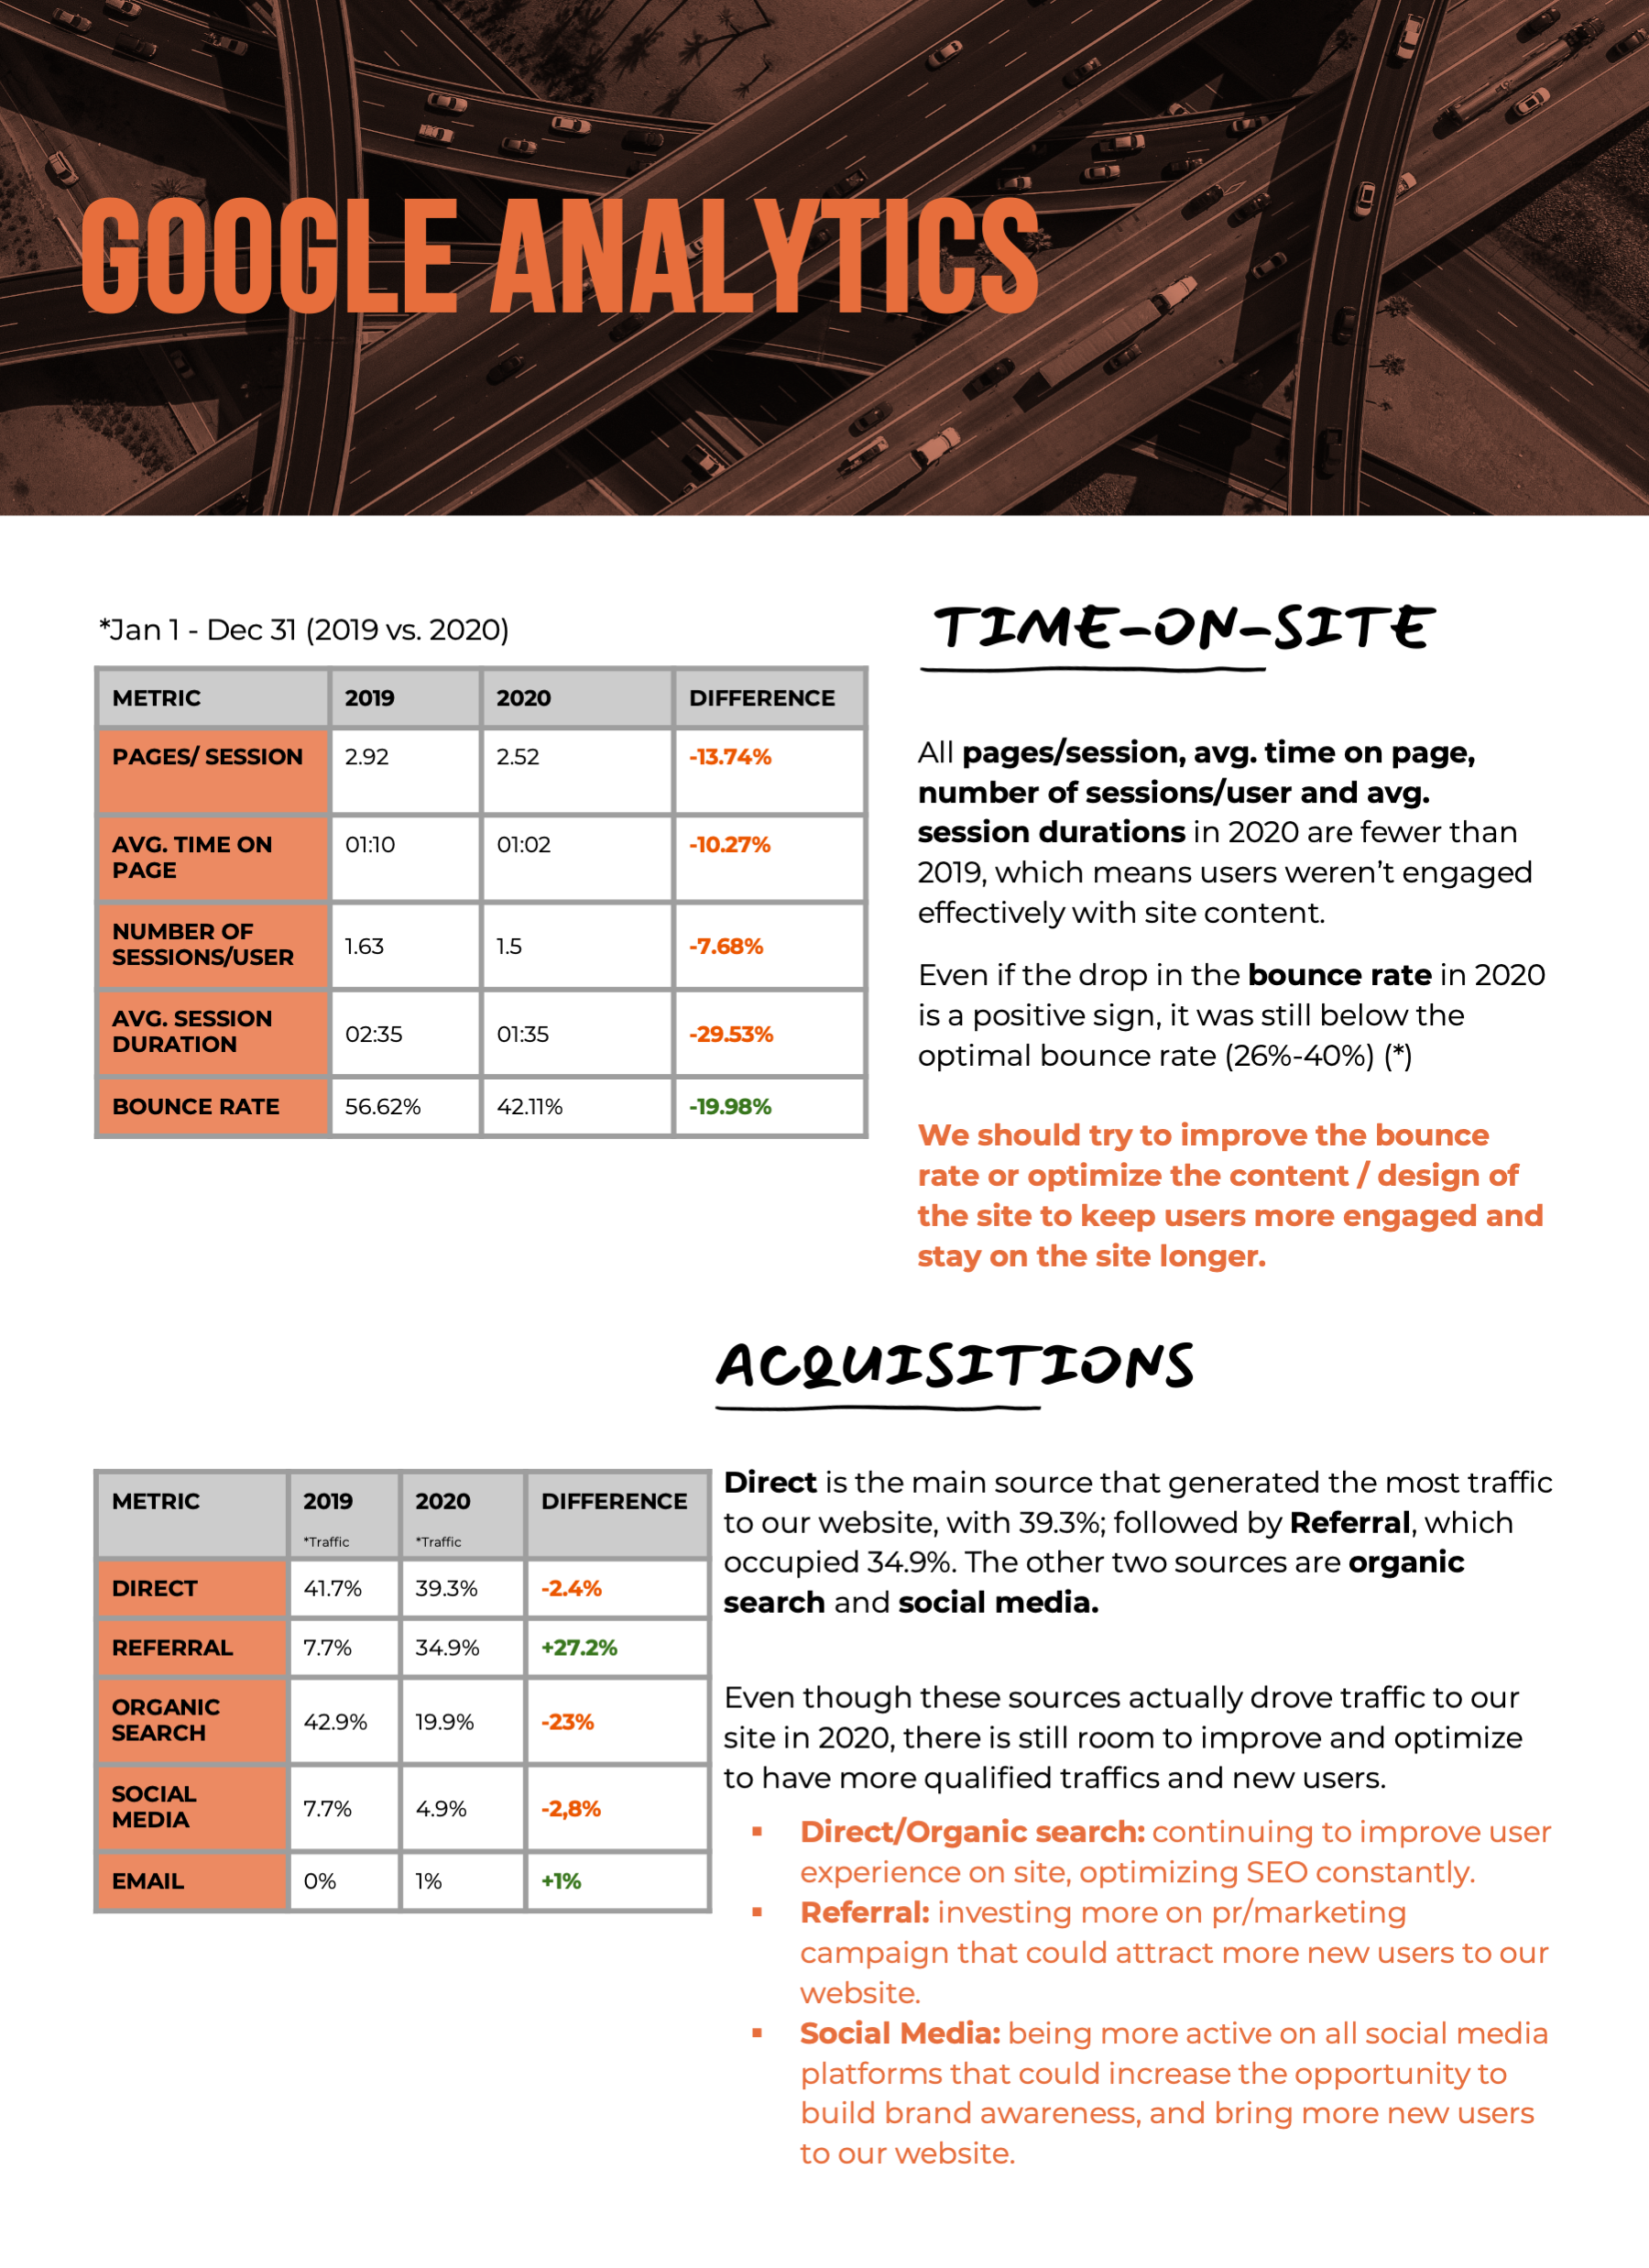 GOOGLE ANALYTICS
*Jan 1 - Dec 31 (2019 vs. 2020)
METRIC 2019 2020 DIFFERENCE
PAGES/ SESSION 2.92 2.52 -13.74%
AVG. TIME ON
PAGE 01:10 01:02 -10.27%
NUMBER OF
SESSIONS/USER 1.63 1.5 -7.68%
AVG. SESSION
DURATION 02:35 01:35 -29.53%
BOUNCE RATE 56.62% 42.11% -19.98%
TIME-ON-SITE
All pages/session, avg. time on page,
number of sessions/user and avg.
session durations in 2020 are fewer than
2019, which means users weren’t engaged
effectively with site content.
Even if the drop in the bounce rate in 2020
is a positive sign, it was still below the
optimal bounce rate (26%-40%) (*)
We should try to improve the bounce
rate or optimize the content / design of
the site to keep users more engaged and
stay on the site longer.
ACQUISITIONS
METRIC 2019 2020 DIFFERENCE
*Traffic *Traffic
DIRECT 41.7% 39.3% -2.4%
REFERRAL 7.7% 34.9% +27.2%
ORGANIC
SEARCH 42.9% 19.9% -23%
SOCIAL
MEDIA 7.7% 4.9% -2,8%
EMAIL 0% 1% +1%
Direct is the main source that generated the most traffic
to our website, with 39.3%; followed by Referral, which
occupied 34.9%. The other two sources are organic
search and social media.
Even though these sources actually drove traffic to our
site in 2020, there is still room to improve and optimize
to have more qualified traffics and new users.
▪ Direct/Organic search: continuing to improve user
experience on site, optimizing SEO constantly.
▪ Referral: investing more on pr/marketing
campaign that could attract more new users to our
website.
▪ Social Media: being more active on all social media
platforms that could increase the opportunity to
build brand awareness, and bring more new users
to our website.